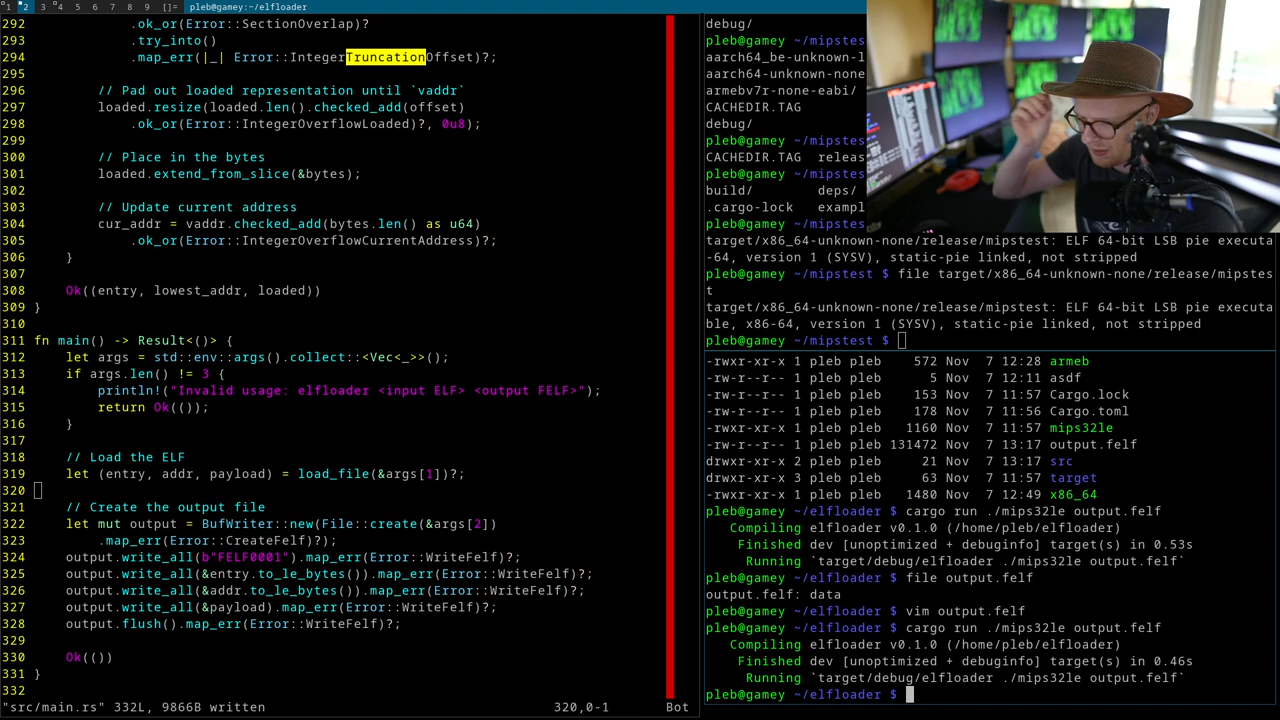 1 2 3 4 5 6 7 8 9 []= pleb@gamey:~/elfloader
292 .ok_or(Error::SectionOverlap)?
293 .try_into()
294 .map_err(|_| Error::IntegerTruncationOffset)?;
295
296 // Pad out loaded representation until `vaddr`
297 loaded.resize(loaded.len().checked_add(offset)
298 .ok_or(Error::IntegerOverflowLoaded)?, 0u8);
299
300 // Place in the bytes
301 loaded.extend_from_slice(&bytes);
302
303 // Update current address
304 cur_addr = vaddr.checked_add(bytes.len() as u64)
305 .ok_or(Error::IntegerOverflowCurrentAddress)?;
306 }
307
308 Ok((entry, lowest_addr, loaded))
309 }
310
311 fn main() -> Result<()> {
312 let args = std::env::args().collect::<Vec<_>>();
313 if args.len() != 3 {
314 println!("Invalid usage: elfloader <input ELF> <output FELF>");
315 return Ok(());
316 }
317
318 // Load the ELF
319 let (entry, addr, payload) = load_file(&args[1])?;
320
321 // Create the output file
322 let mut output = BufWriter::new(File::create(&args[2])
323 .map_err(Error::CreateFelf)?);
324 output.write_all(b"FELF0001").map_err(Error::WriteFelf)?;
325 output.write_all(&entry.to_le_bytes()).map_err(Error::WriteFelf)?;
326 output.write_all(&addr.to_le_bytes()).map_err(Error::WriteFelf)?;
327 output.write_all(&payload).map_err(Error::WriteFelf)?;
328 output.flush().map_err(Error::WriteFelf)?;
329
330 Ok(())
331 }
332
"src/main.rs" 332L, 9866B written 320,0-1 Bot
debug/
pleb@gamey ~/mipstes
aarch64_be-unknown-l
aarch64-unknown-none
armebv7r-none-eabi/
CACHEDIR.TAG
debug/
pleb@gamey ~/mipstes
CACHEDIR.TAG releas
pleb@gamey ~/mipstes
build/ deps/
.cargo-lock exampl
pleb@gamey ~/mipstes
target/x86_64-unknown-none/release/mipstest: ELF 64-bit LSB pie executa
-64, version 1 (SYSV), static-pie linked, not stripped
pleb@gamey ~/mipstest $ file target/x86_64-unknown-none/release/mipstes
t
target/x86_64-unknown-none/release/mipstest: ELF 64-bit LSB pie executa
ble, x86-64, version 1 (SYSV), static-pie linked, not stripped
pleb@gamey ~/mipstest $
-rwxr-xr-x 1 pleb pleb 572 Nov 7 12:28 armeb
-rw-r--r-- 1 pleb pleb 5 Nov 7 12:11 asdf
-rw-r--r-- 1 pleb pleb 153 Nov 7 11:57 Cargo.lock
-rw-r--r-- 1 pleb pleb 178 Nov 7 11:56 Cargo.toml
-rwxr-xr-x 1 pleb pleb 1160 Nov 7 11:57 mips32le
-rw-r--r-- 1 pleb pleb 131472 Nov 7 13:17 output.felf
drwxr-xr-x 2 pleb pleb 21 Nov 7 13:17 src
drwxr-xr-x 3 pleb pleb 63 Nov 7 11:57 target
-rwxr-xr-x 1 pleb pleb 1480 Nov 7 12:49 x86_64
pleb@gamey ~/elfloader $ cargo run ./mips32le output.felf
Compiling elfloader v0.1.0 (/home/pleb/elfloader)
Finished dev [unoptimized + debuginfo] target(s) in 0.53s
Running `target/debug/elfloader ./mips32le output.felf`
pleb@gamey ~/elfloader $ file output.felf
output.felf: data
pleb@gamey ~/elfloader $ vim output.felf
pleb@gamey ~/elfloader $ cargo run ./mips32le output.felf
Compiling elfloader v0.1.0 (/home/pleb/elfloader)
Finished dev [unoptimized + debuginfo] target(s) in 0.46s
Running `target/debug/elfloader ./mips32le output.felf`
pleb@gamey ~/elfloader $